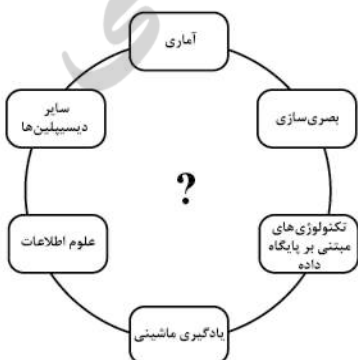 آماری
بصری‌سازی
تکنولوژی‌های
مبتنی بر پایگاه
داده
یادگیری ماشینی
علوم اطلاعات
سایر
دیسیپلین‌ها
?